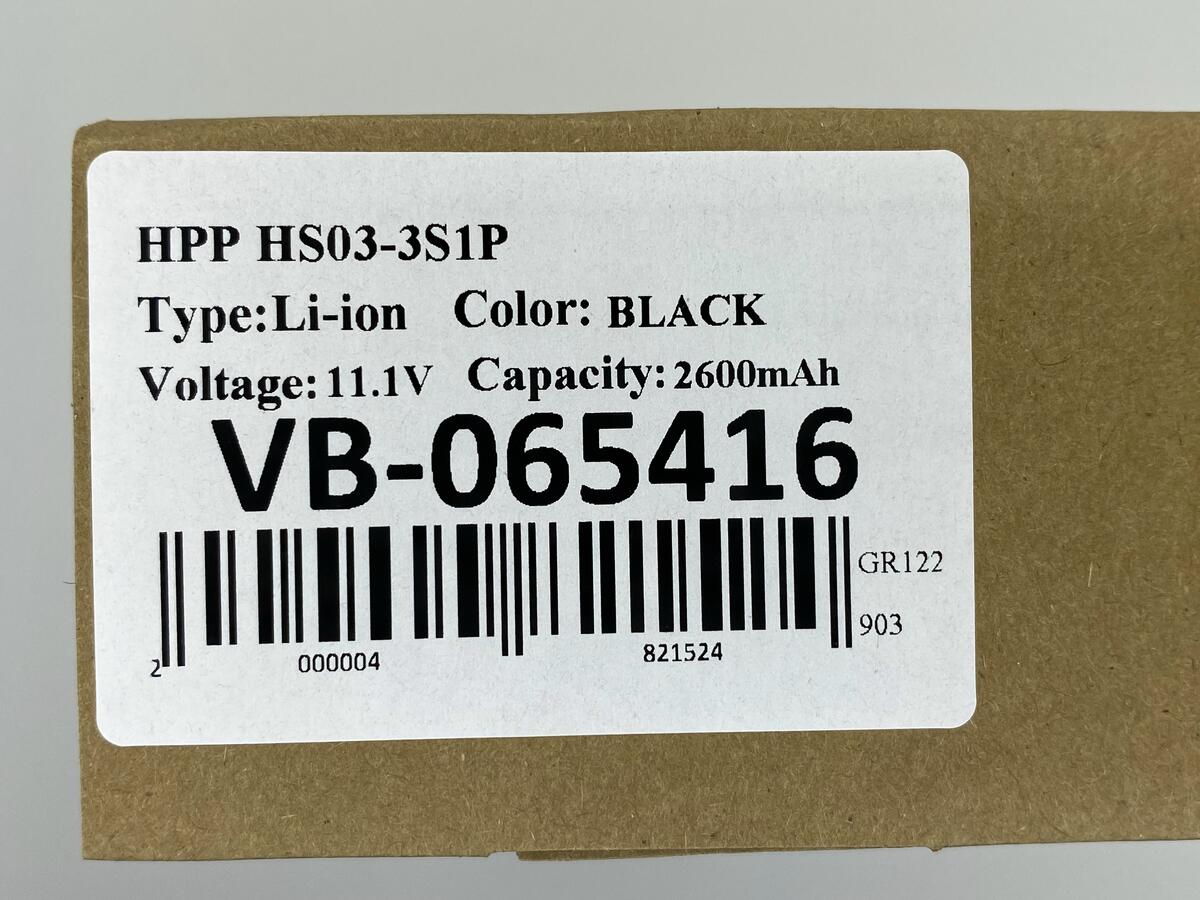 HPP HS03-3S1P
Type:Li-ion Color: BLACK
Voltage: 11.1V Capacity: 2600mAh
VB-065416
GR122
903
2 000004 821524